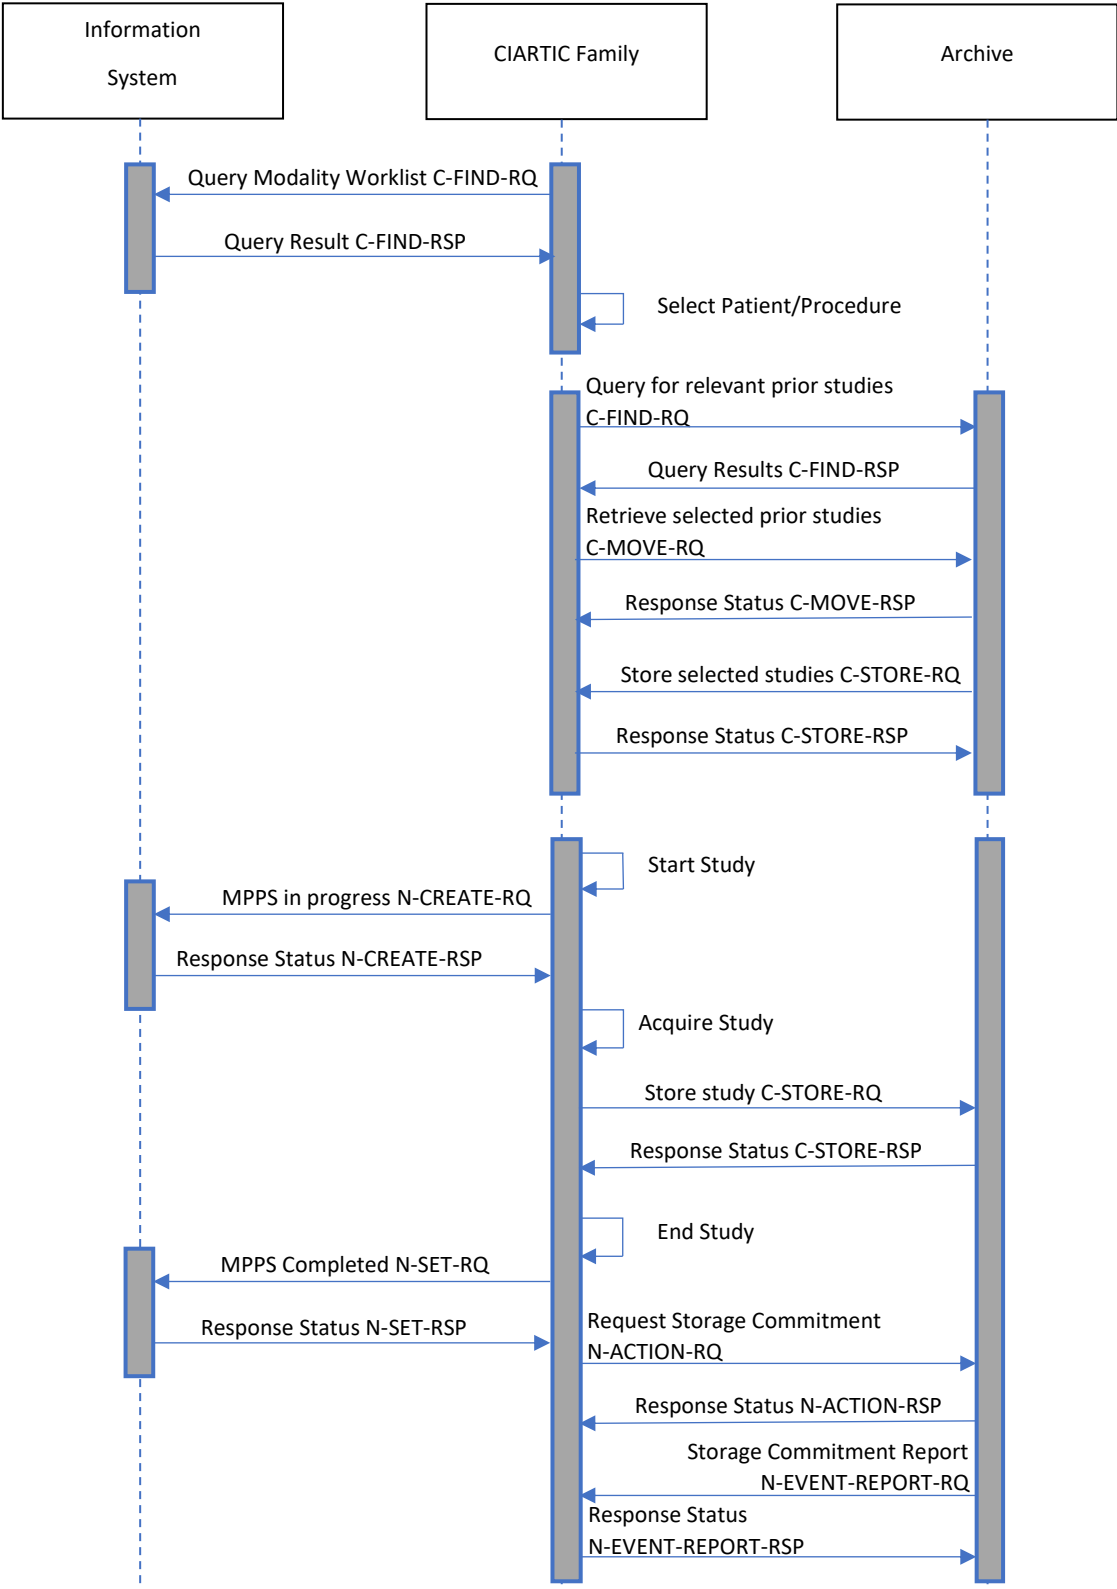 Information
System
CIARTIC Family
Archive
Query Modality Worklist C-FIND-RQ
Query Result C-FIND-RSP
Select Patient/Procedure
Query for relevant prior studies
C-FIND-RQ
Query Results C-FIND-RSP
Retrieve selected prior studies
C-MOVE-RQ
Response Status C-MOVE-RSP
Store selected studies C-STORE-RQ
Response Status C-STORE-RSP
Start Study
MPPS in progress N-CREATE-RQ
Response Status N-CREATE-RSP
Acquire Study
Store study C-STORE-RQ
Response Status C-STORE-RSP
End Study
MPPS Completed N-SET-RQ
Response Status N-SET-RSP
Request Storage Commitment
N-ACTION-RQ
Response Status N-ACTION-RSP
Storage Commitment Report
N-EVENT-REPORT-RQ
Response Status
N-EVENT-REPORT-RSP